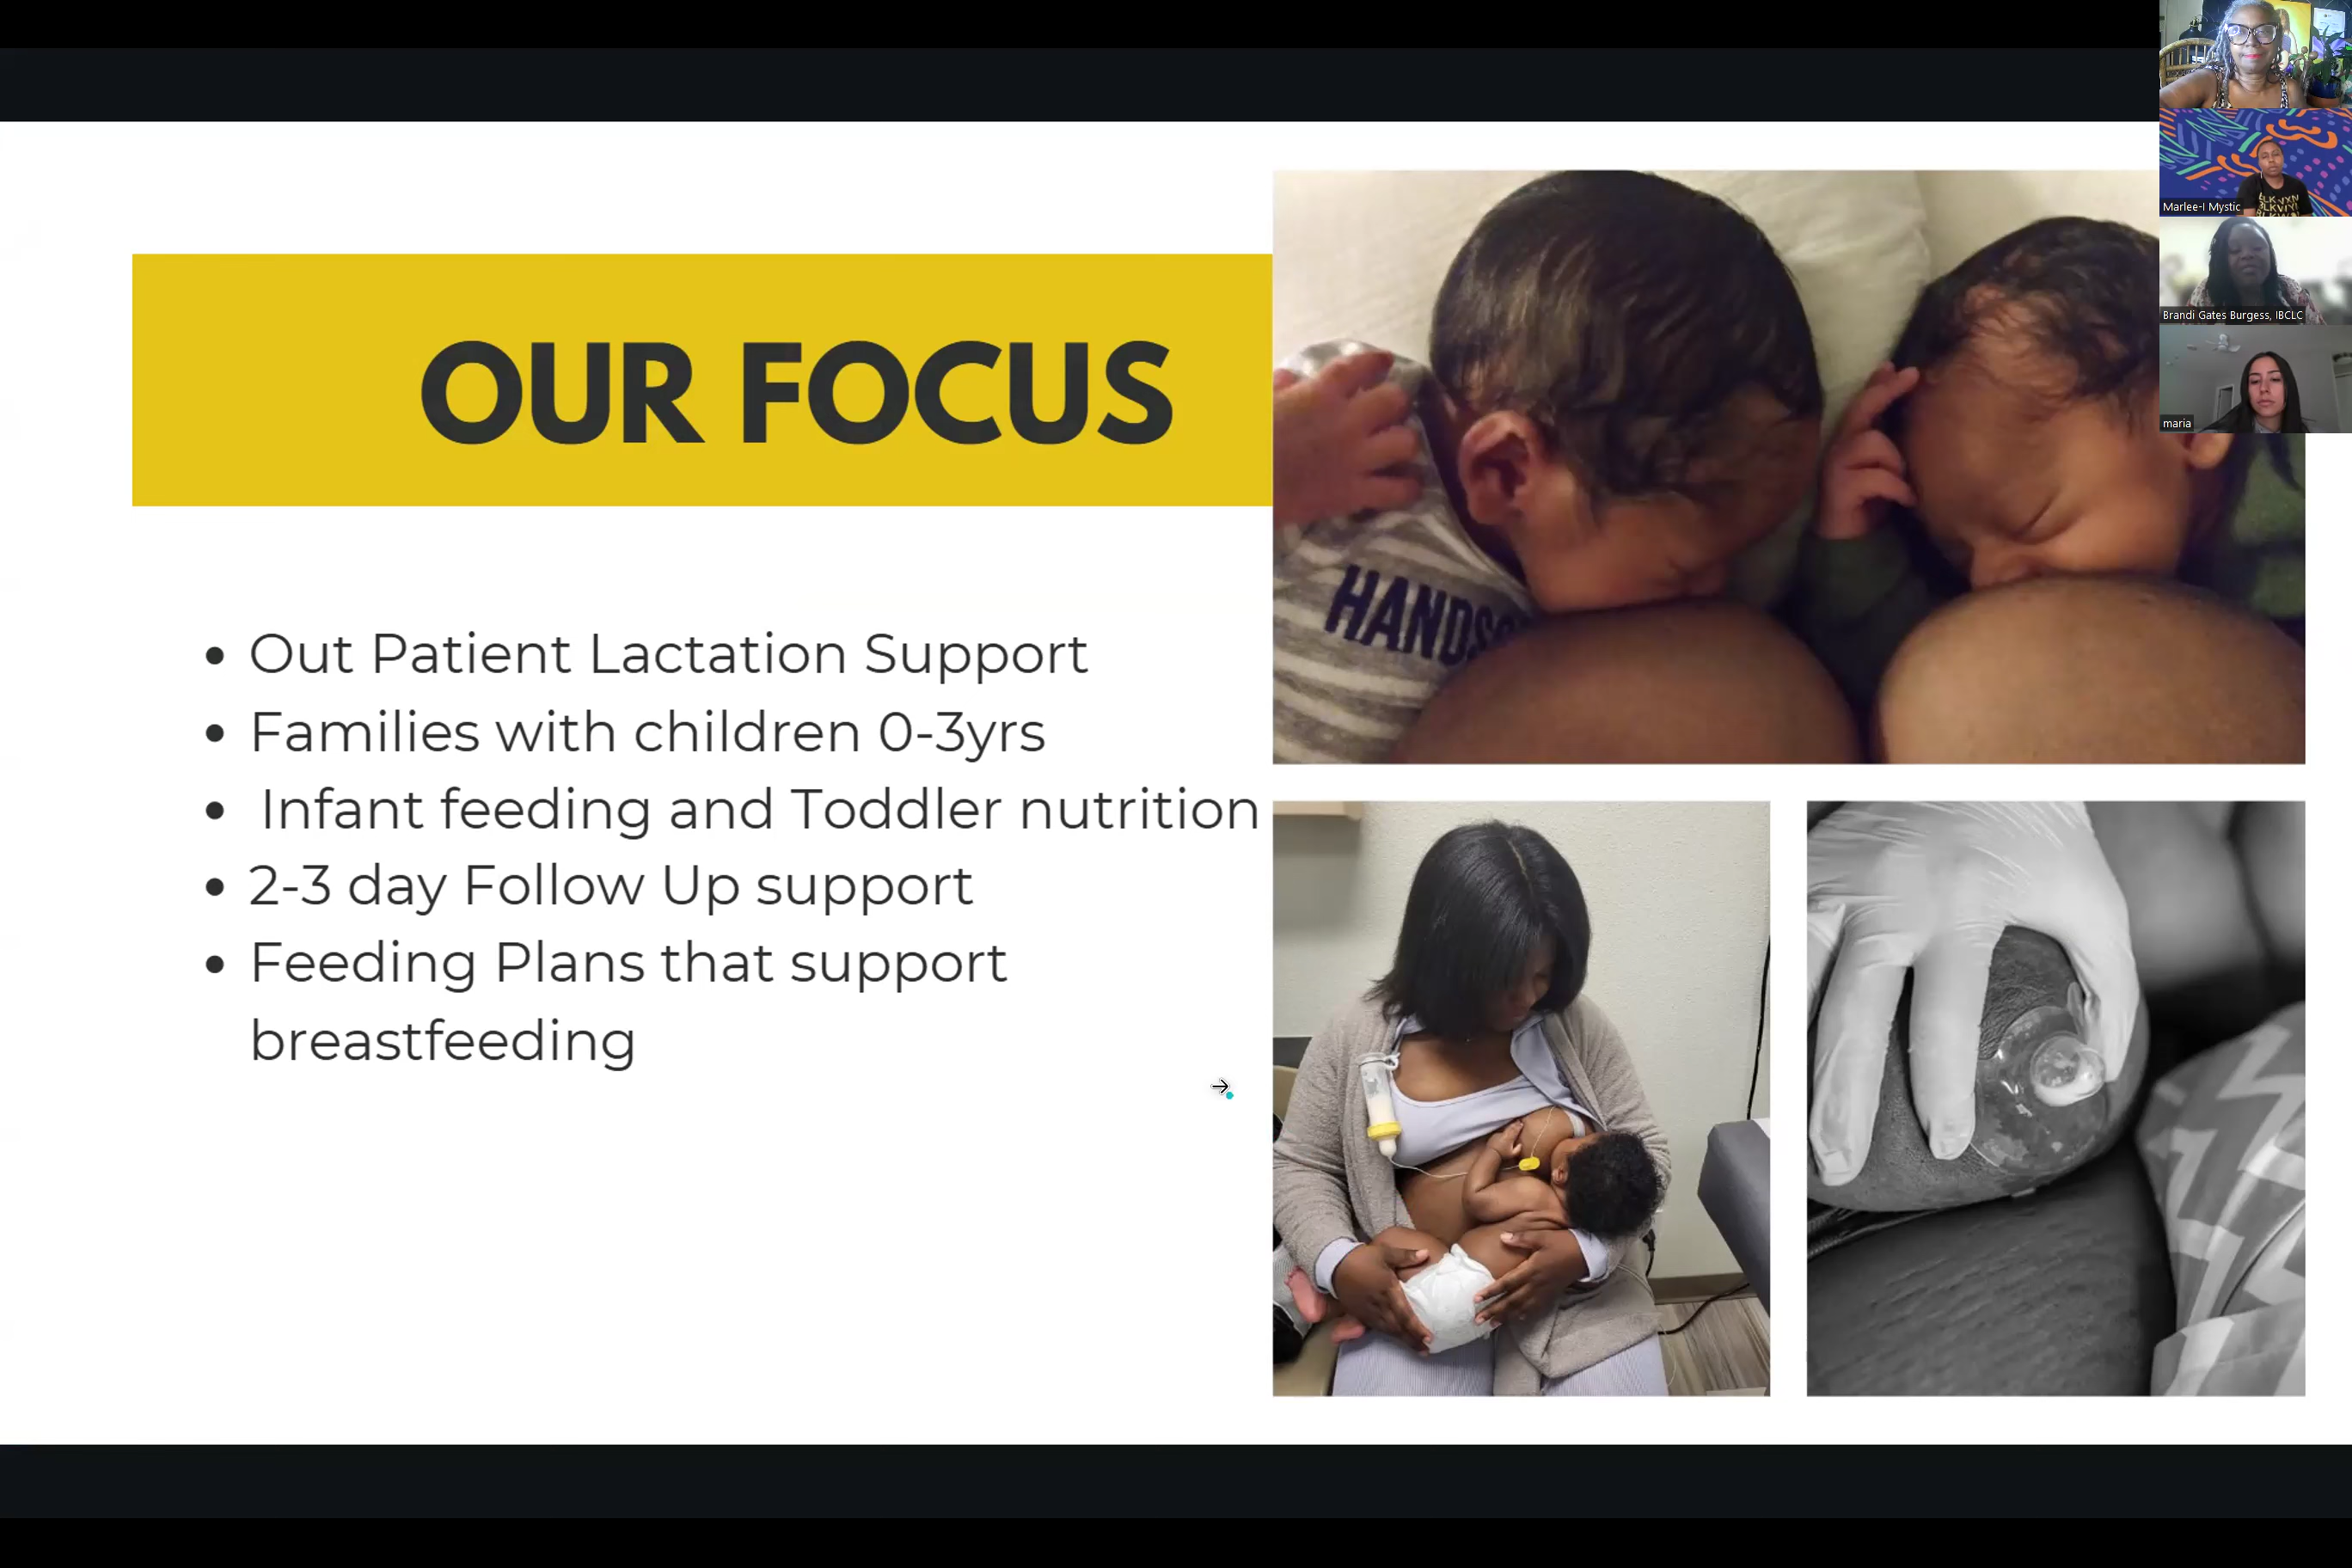 OUR FOCUS
• Out Patient Lactation Support
• Families with children 0-3yrs
• Infant feeding and Toddler nutrition
• 2-3 day Follow Up support
• Feeding Plans that support
breastfeeding
Marlee-I Mystic
Brandi Gates Burgess, IBCLC
maria